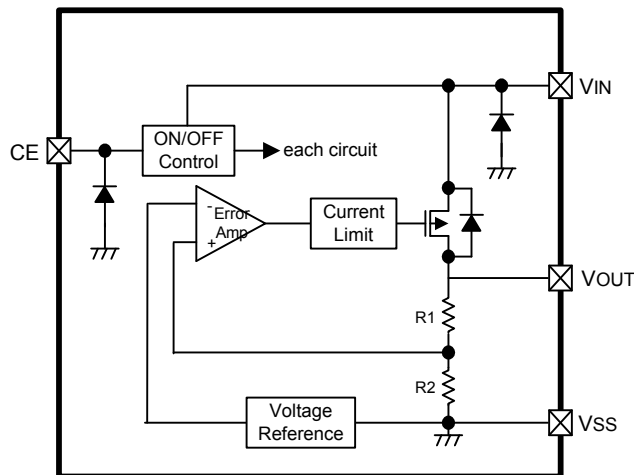 VIN
CE
ON/OFF
Control
each circuit
-
Error
Amp
+
Current
Limit
VOUT
R1
R2
Voltage
Reference
VSS